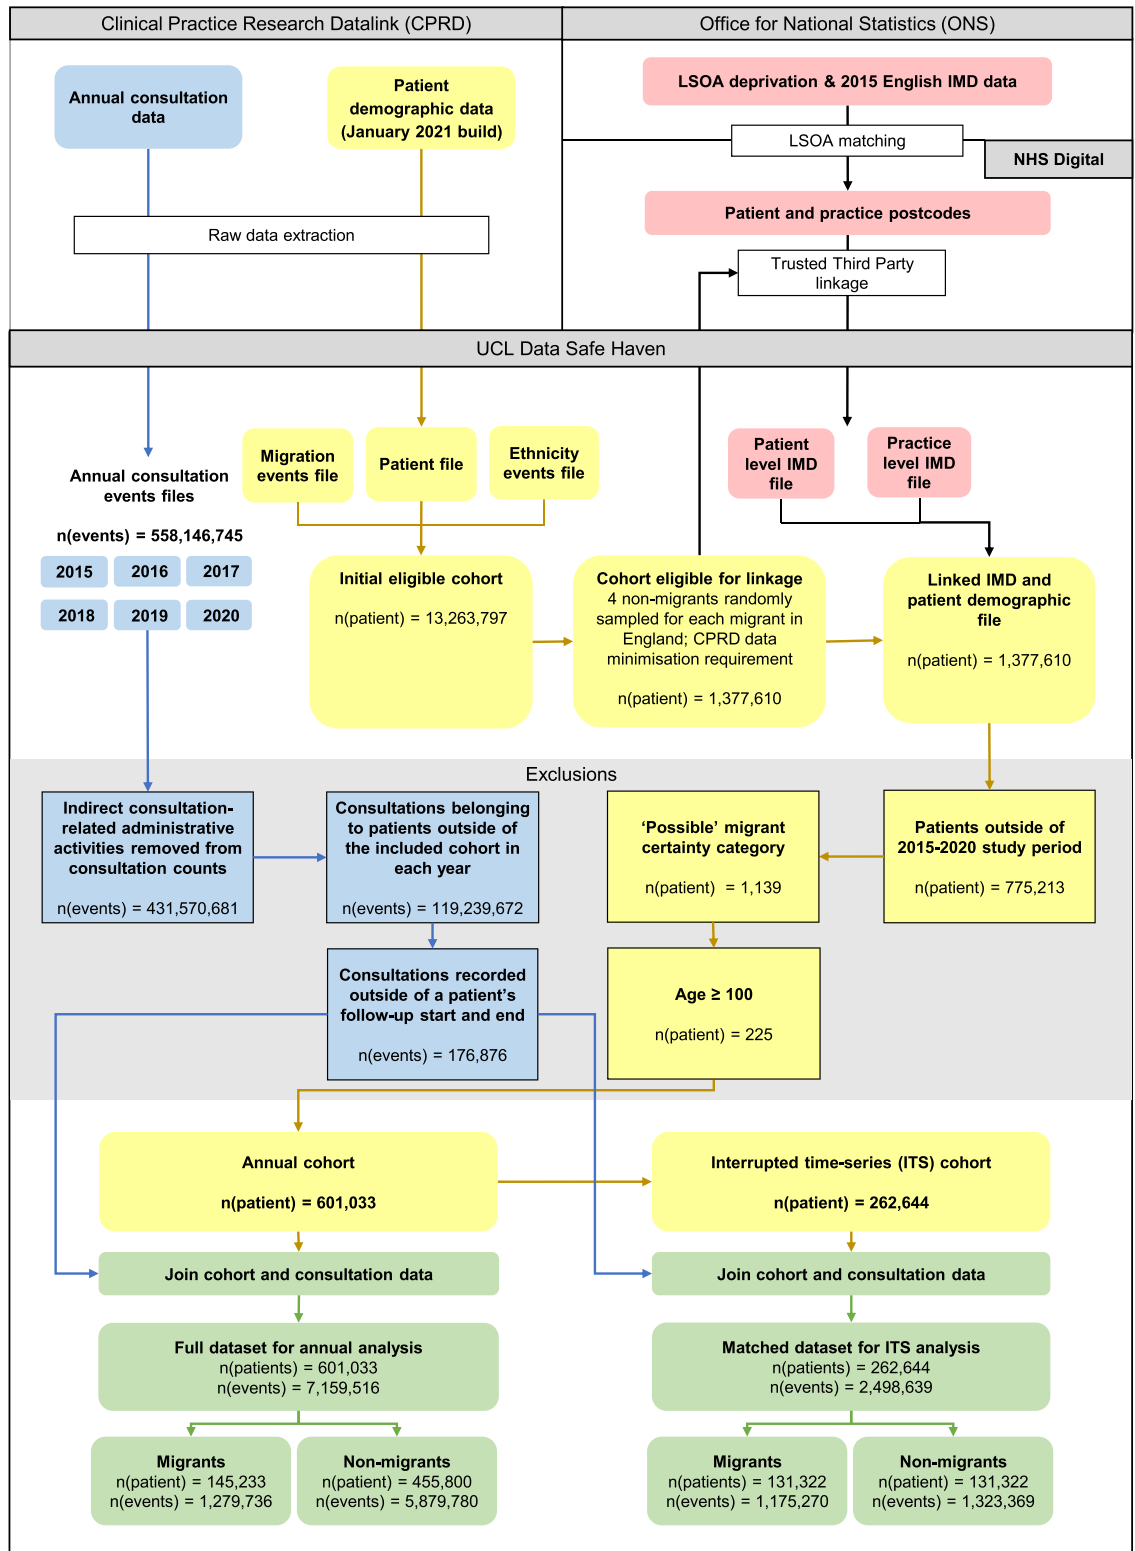 Clinical Practice Research Datalink (CPRD)
Office for National Statistics (ONS)
Annual consultation
data
Patient
demographic data
(January 2021 build)
LSOA deprivation & 2015 English IMD data
LSOA matching
NHS Digital
Patient and practice postcodes
Raw data extraction
Trusted Third Party
linkage
UCL Data Safe Haven
Annual consultation
events files
n(events) = 558,146,745
2015
2016
2017
2018
2019
2020
Migration
events file
Patient file
Ethnicity
events file
Patient
level IMD
file
Practice
level IMD
file
Initial eligible cohort
n(patient) = 13,263,797
Cohort eligible for linkage
4 non-migrants randomly
sampled for each migrant in
England; CPRD data
minimisation requirement
n(patient) = 1,377,610
Linked IMD and
patient demographic
file
n(patient) = 1,377,610
Exclusions
Indirect consultation-
related administrative
activities removed from
consultation counts
n(events) = 431,570,681
Consultations belonging
to patients outside of
the included cohort in
each year
n(events) = 119,239,672
‘Possible’ migrant
certainty category
n(patient) = 1,139
Patients outside of
2015-2020 study period
n(patient) = 775,213
Consultations recorded
outside of a patient’s
follow-up start and end
n(events) = 176,876
Age ≥ 100
n(patient) = 225
Annual cohort
n(patient) = 601,033
Interrupted time-series (ITS) cohort
n(patient) = 262,644
Join cohort and consultation data
Join cohort and consultation data
Full dataset for annual analysis
n(patients) = 601,033
n(events) = 7,159,516
Matched dataset for ITS analysis
n(patients) = 262,644
n(events) = 2,498,639
Migrants
n(patient) = 145,233
n(events) = 1,279,736
Non-migrants
n(patient) = 455,800
n(events) = 5,879,780
Migrants
n(patients) = 131,322
n(events) = 1,175,270
Non-migrants
n(patient) = 131,322
n(events) = 1,323,369